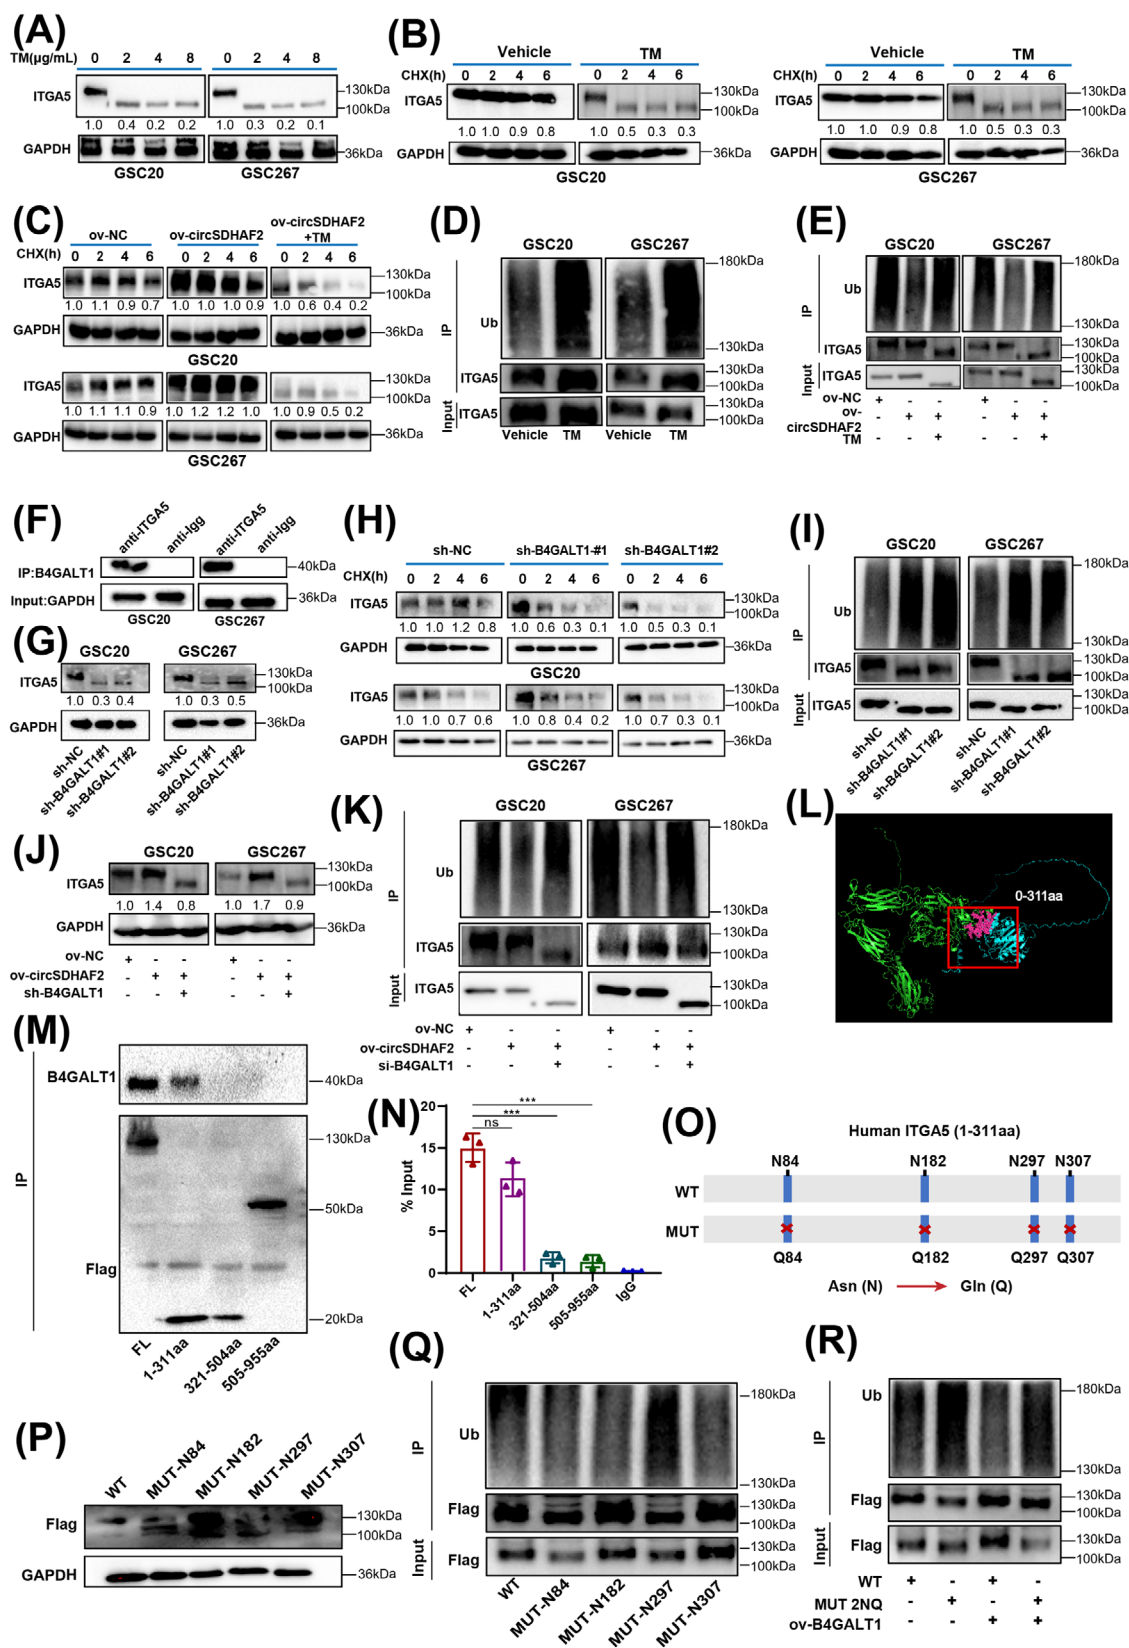 (A)
TM(μg/mL) 0 2 4 8 0 2 4 8
ITGA5
130kDa
100kDa
1.0 0.4 0.2 0.2 1.0 0.3 0.2 0.1
GAPDH
36kDa
GSC20 GSC267
(B)
Vehicle TM Vehicle TM
CHX(h) 0 2 4 6 0 2 4 6 CHX(h) 0 2 4 6 0 2 4 6
ITGA5 130kDa ITGA5 130kDa
100kDa 100kDa
1.0 1.0 0.9 0.8 0.5 0.3 0.3 1.0 1.0 0.9 0.8 1.0 0.5 0.3 0.3
GAPDH 36kDa GAPDH 36kDa
GSC20 GSC267
(C)
ov-NC ov-circSDHAF2 ov-circSDHAF2
+TM
CHX(h) 0 2 4 6 0 2 4 6 0 2 4 6
ITGA5 130kDa
100kDa
1.0 1.1 0.9 0.7 1.0 1.0 1.0 0.9 1.0 0.6 0.4 0.2
GAPDH 36kDa
GSC20
ITGA5 130kDa
100kDa
1.0 1.1 1.1 0.9 1.0 1.2 1.2 1.0 1.0 0.9 0.5 0.2
GAPDH 36kDa
GSC267
(D)
GSC20 GSC267
180kDa
IP
Ub
130kDa
ITGA5 130kDa
100kDa
Input
ITGA5 130kDa
100kDa
Vehicle TM Vehicle TM
(E)
GSC20 GSC267
180kDa
IP
Ub
130kDa
ITGA5 130kDa
100kDa
Input
ITGA5 130kDa
100kDa
ov-NC + - - + - -
ov-circSDHAF2 - + + - + +
TM - - + - - +
(F)
anti-ITGA5 anti-Igg anti-ITGA5 anti-Igg
IP:B4GALT1 40kDa
Input:GAPDH 36kDa
GSC20 GSC267
(G)
GSC20 GSC267
ITGA5 130kDa
100kDa
1.0 0.3 0.4 1.0 0.3 0.5
GAPDH 36kDa
sh-NC sh-B4GALT1#1 sh-B4GALT1#2 sh-NC sh-B4GALT1#1 sh-B4GALT1#2
(H)
sh-NC sh-B4GALT1-#1 sh-B4GALT1#2
CHX(h) 0 2 4 6 0 2 4 6 0 2 4 6
ITGA5 130kDa
100kDa
1.0 1.0 1.2 0.8 1.0 0.6 0.3 0.1 1.0 0.5 0.3 0.1
GAPDH 36kDa
GSC20
ITGA5 130kDa
100kDa
1.0 1.0 0.7 0.6 1.0 0.8 0.4 0.2 1.0 0.7 0.3 0.1
GAPDH 36kDa
GSC267
(I)
GSC20 GSC267
180kDa
IP
Ub
130kDa
ITGA5 130kDa
100kDa
Input
ITGA5 130kDa
100kDa
sh-NC sh-B4GALT1#1 sh-B4GALT1#2 sh-NC sh-B4GALT1#1 sh-B4GALT1#2
(J)
GSC20 GSC267
ITGA5 130kDa
100kDa
1.0 1.4 0.8 1.0 1.7 0.9
GAPDH 36kDa
ov-NC + - - + - -
ov-circSDHAF2 - + + - + +
sh-B4GALT1 - - + - - +
(K)
GSC20 GSC267
180kDa
IP
Ub
130kDa
ITGA5 130kDa
100kDa
Input
ITGA5 130kDa
100kDa
ov-NC + - - + - -
ov-circSDHAF2 - + + - + +
si-B4GALT1 - - + - - +
(L)
0-311aa
(M)
IP
B4GALT1 40kDa
130kDa
50kDa
Flag
20kDa
FL 1-311aa 321-504aa 505-955aa
(N)
% Input
20
15
10
5
0
***
***
ns
FL 1-311aa 321-504aa 505-955aa IgG
(O)
Human ITGA5 (1-311aa)
N84 N182 N297 N307
WT
MUT
Q84 Q182 Q297 Q307
Asn (N) Gln (Q)
(P)
WT MUT-N84 MUT-N182 MUT-N297 MUT-N307
Flag 130kDa
100kDa
GAPDH 36kDa
(Q)
180kDa
IP
Ub
130kDa
Flag 130kDa
100kDa
Input
Flag 130kDa
100kDa
WT MUT-N84 MUT-N182 MUT-N297 MUT-N307
(R)
Ub 180kDa
IP
130kDa
Flag 130kDa
100kDa
Input
Flag 130kDa
100kDa
WT + - + -
MUT 2NQ - + - +
ov-B4GALT1 - - + +